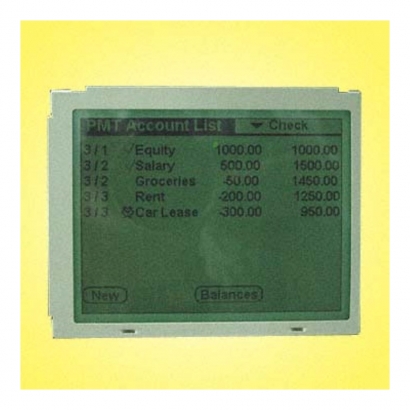 PMT Account List Check
3/1 Equity 1000.00 1000.00
3/2 Salary 500.00 1500.00
3/2 Groceries -50.00 1450.00
3/3 Rent -200.00 1250.00
3/3 Car Lease -300.00 950.00
New Balances